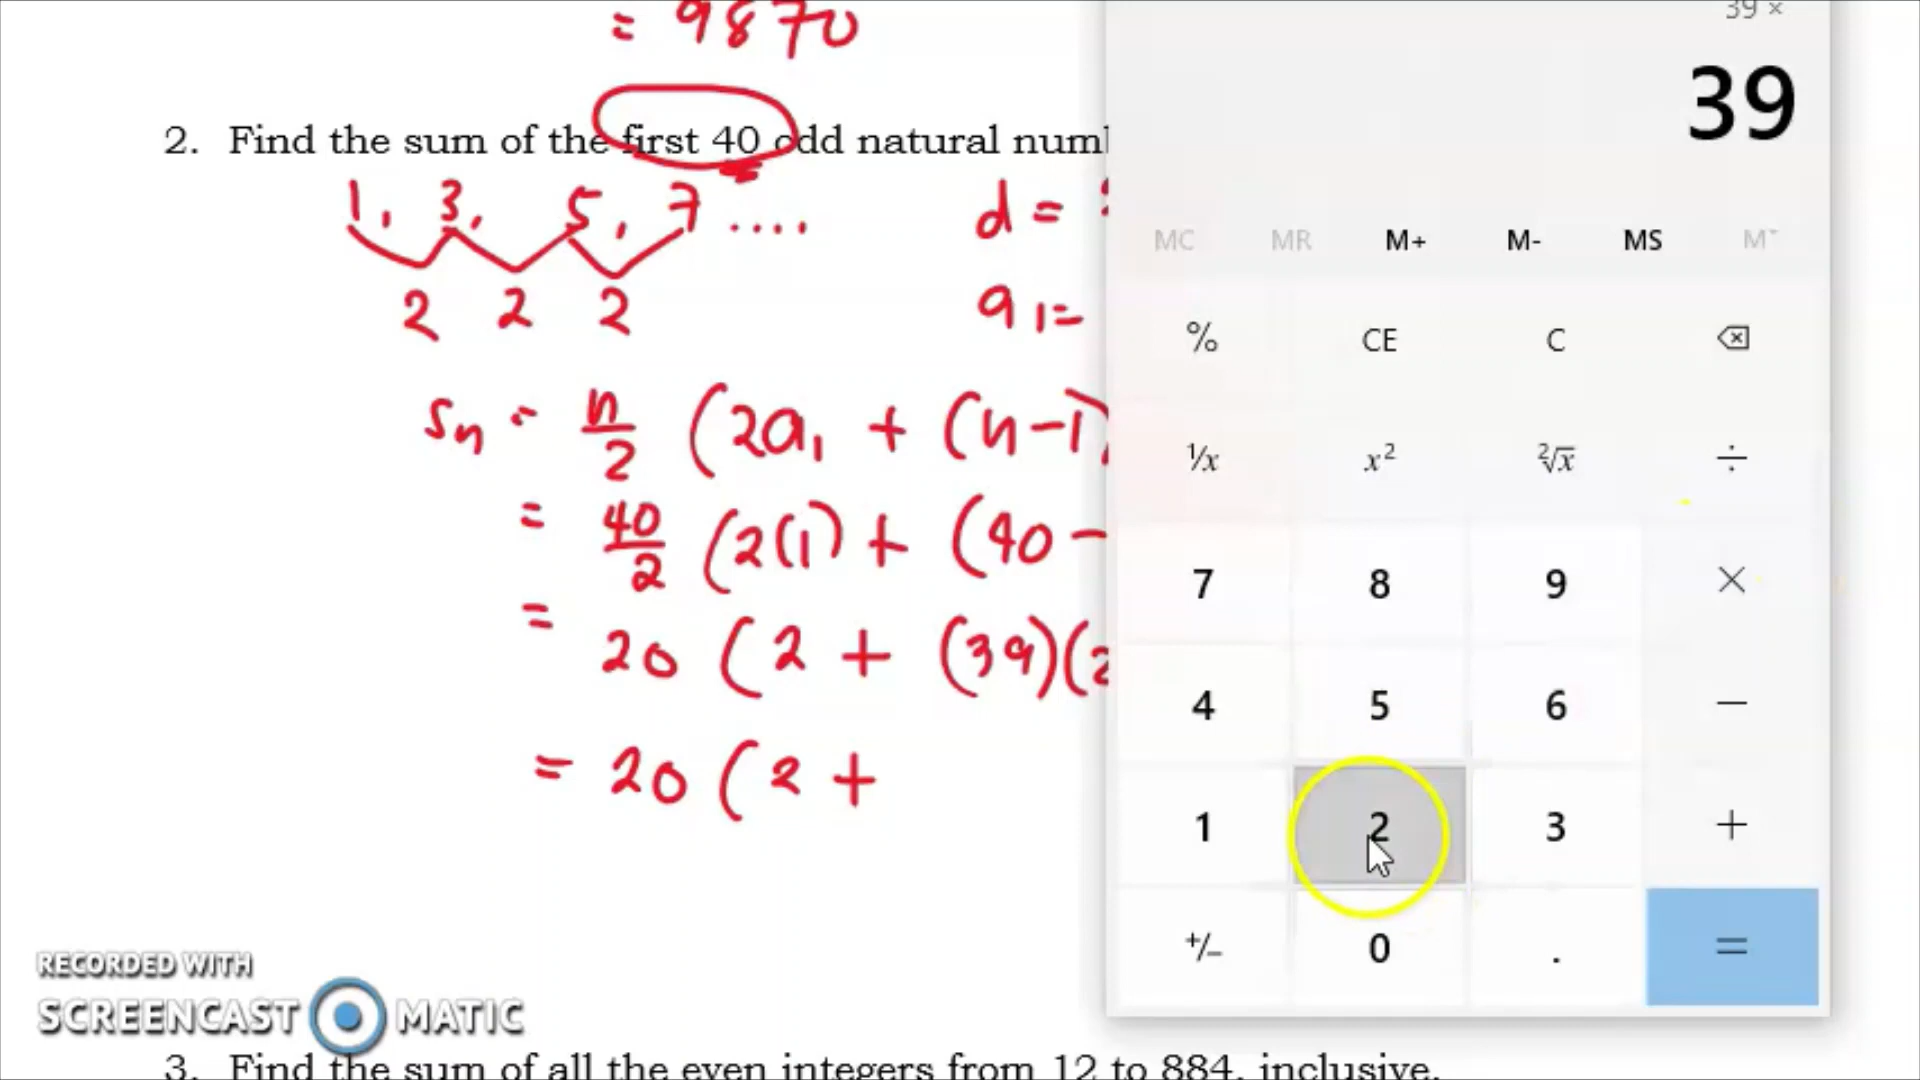 = 9870
2. Find the sum of the first 40 odd natural
1, 3, 5, 7 ....
2 2 2
d =
a1=
Sn = n/2 (2a1 + (n-1)
= 40/2 (2(1) + (40 -
= 20 (2 + (39)(2
= 20 (2 +
39 ×
39
MC MR M+ M- MS M˅
% CE C ⌫
1/x x² ²√x ÷
7 8 9 ×
4 5 6 −
1 2 3 +
+/− 0 . =
RECORDED WITH
SCREENCAST MATIC
3. Find the sum of all the even integers from 12 to 884, inclusive.